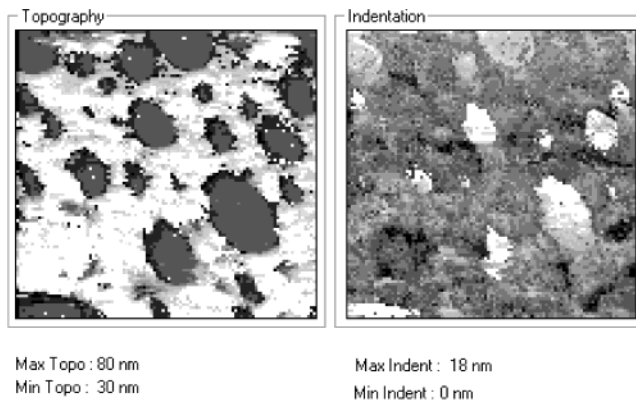 Topography
Indentation
Max Topo : 80 nm
Min Topo : 30 nm
Max Indent : 18 nm
Min Indent : 0 nm